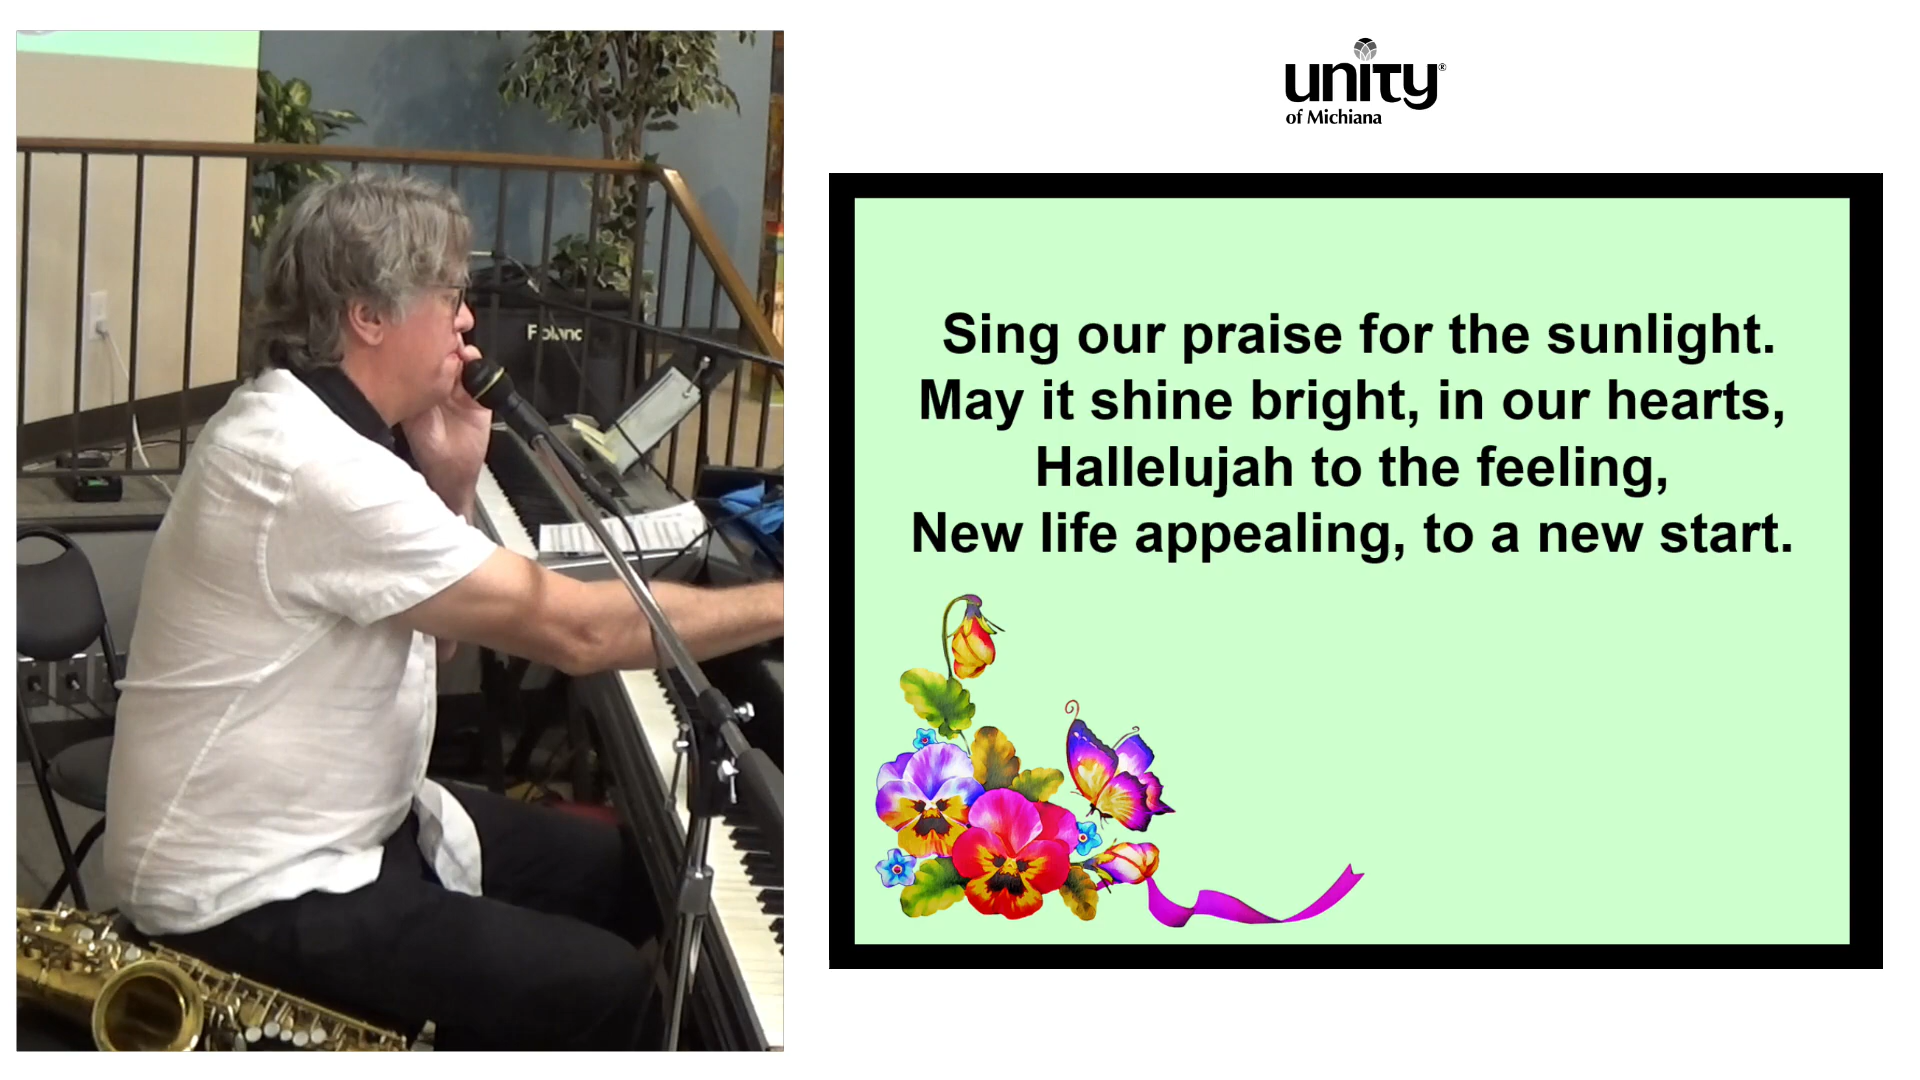 unity®
of Michiana
Roland
Sing our praise for the sunlight.
May it shine bright, in our hearts,
Hallelujah to the feeling,
New life appealing, to a new start.